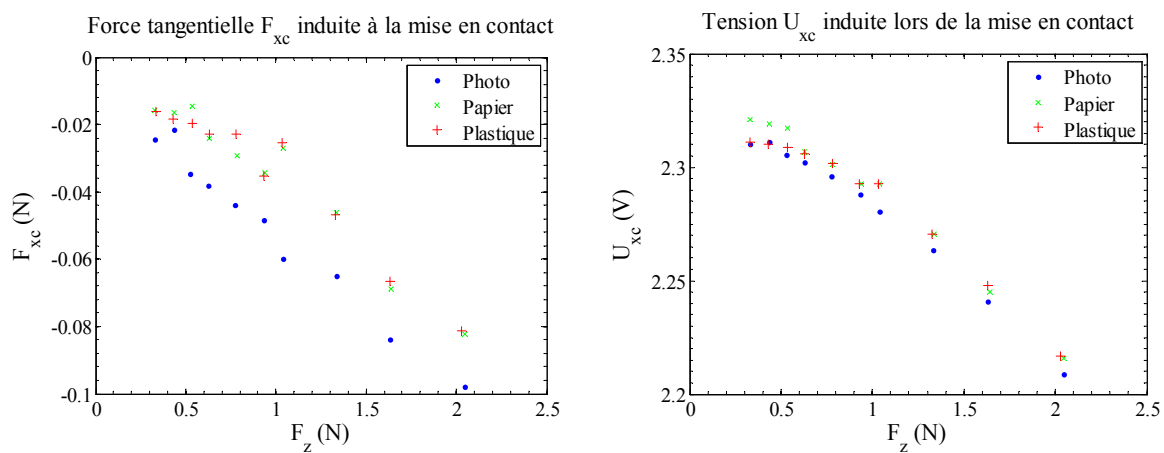 Force tangentielle F_xc induite à la mise en contact
0
-0.02
-0.04
-0.06
-0.08
-0.1
F_xc (N)
Photo
Papier
Plastique
0 0.5 1 1.5 2 2.5
F_z (N)
Tension U_xc induite lors de la mise en contact
2.35
2.3
2.25
2.2
U_xc (V)
Photo
Papier
Plastique
0 0.5 1 1.5 2 2.5
F_z (N)